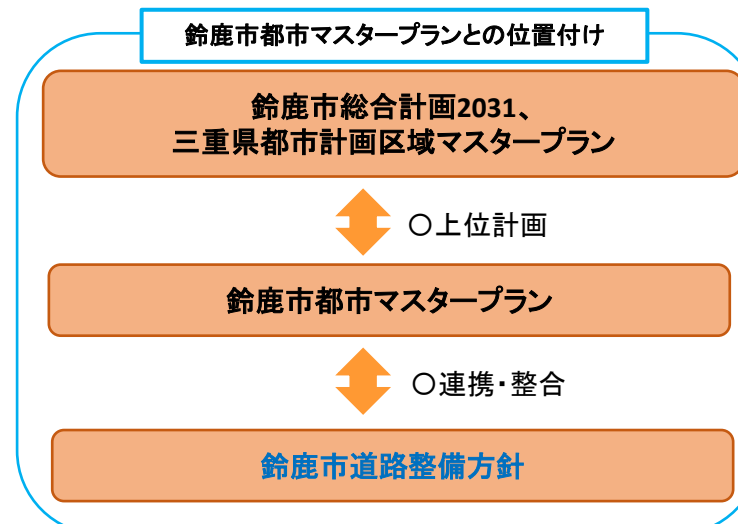 鈴鹿市都市マスタープランとの位置付け
鈴鹿市総合計画2031、
三重県都市計画区域マスタープラン
〇上位計画
鈴鹿市都市マスタープラン
〇連携・整合
鈴鹿市道路整備方針